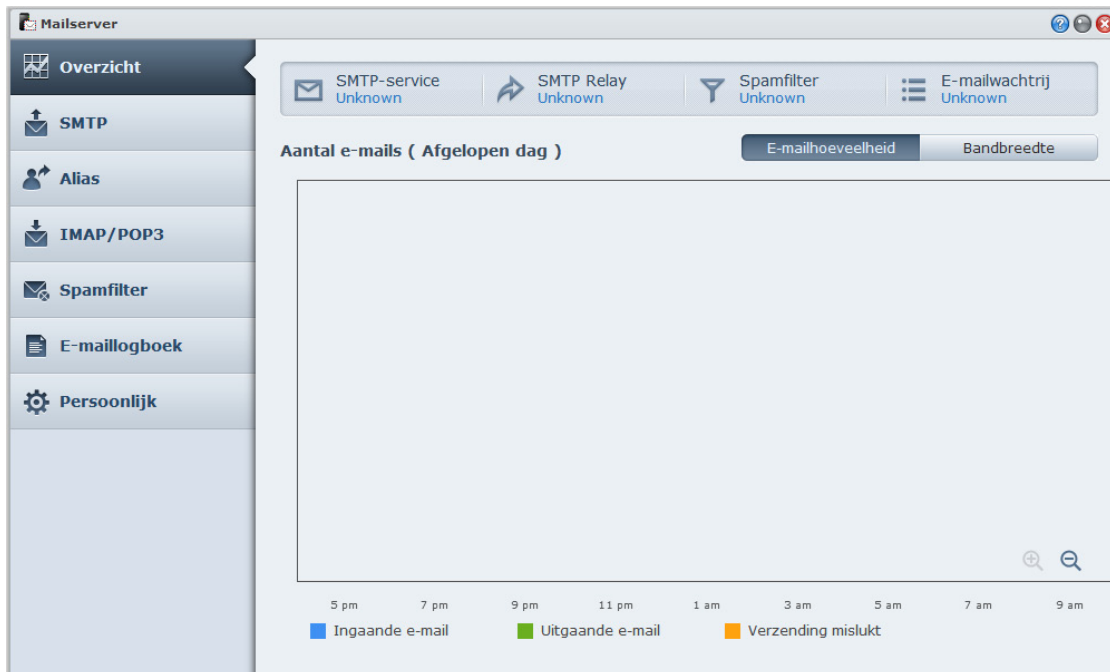 Mailserver
Overzicht
SMTP
Alias
IMAP/POP3
Spamfilter
E-maillogboek
Persoonlijk
SMTP-service
Unknown
SMTP Relay
Unknown
Spamfilter
Unknown
E-mailwachtrij
Unknown
Aantal e-mails ( Afgelopen dag )
E-mailhoeveelheid
Bandbreedte
5 pm 7 pm 9 pm 11 pm 1 am 3 am 5 am 7 am 9 am
Ingaande e-mail
Uitgaande e-mail
Verzending mislukt